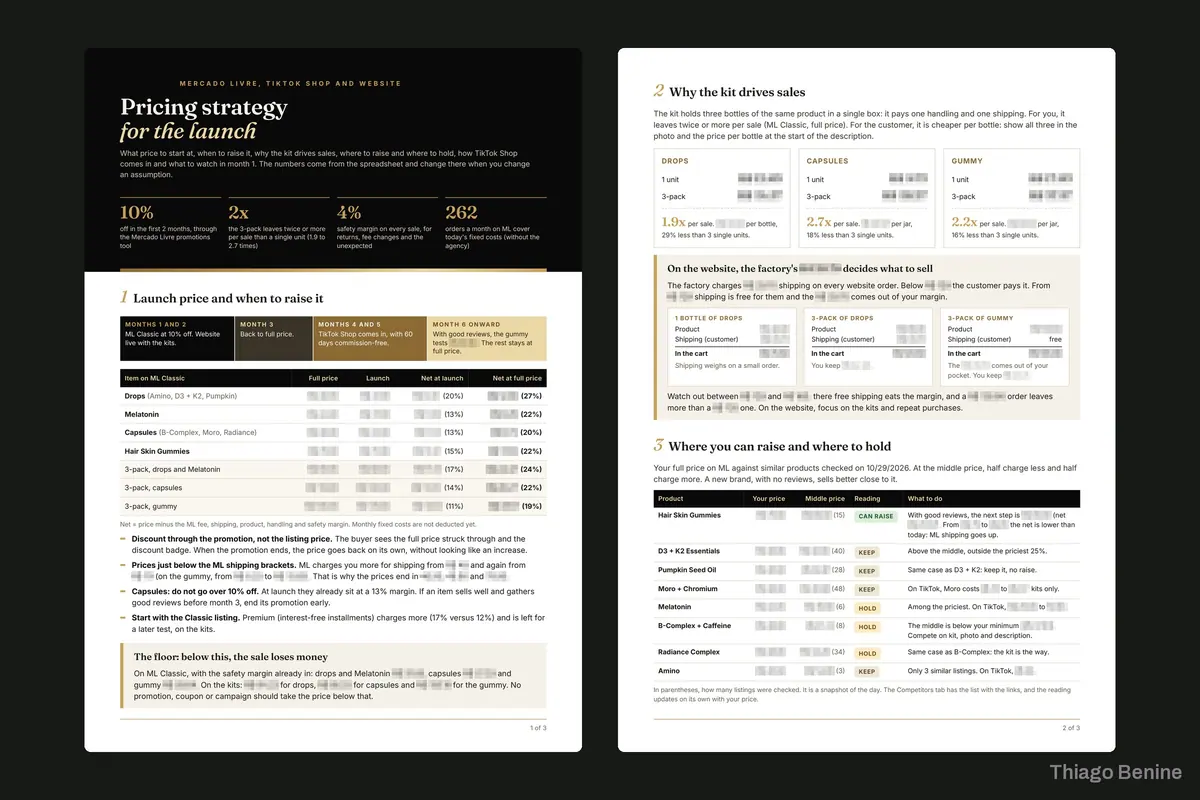 MERCADO LIVRE, TIKTOK SHOP AND WEBSITE
Pricing strategy
for the launch
What price to start at, when to raise it, why the kit drives sales, where to raise and where to hold, how TikTok Shop
comes in and what to watch in month 1. The numbers come from the spreadsheet and change there when you change
an assumption.
10%
off in the first 2 months, through
the Mercado Livre promotions
tool
2x
the 3-pack leaves twice or more
per sale than a single unit (1.9 to
2.7 times)
4%
safety margin on every sale, for
returns, fee changes and the
unexpected
262
orders a month on ML cover
today's fixed costs (without the
agency)
1 Launch price and when to raise it
MONTHS 1 AND 2
ML Classic at 10% off. Website
live with the kits.
MONTH 3
Back to full price.
MONTHS 4 AND 5
TikTok Shop comes in, with 60
days commission-free.
MONTH 6 ONWARD
With good reviews, the gummy
tests The rest stays at
full price.
Item on ML Classic Full price Launch Net at launch Net at full price
Drops (Amino, D3 + K2, Pumpkin) (20%) (27%)
Melatonin (13%) (22%)
Capsules (B-Complex, Moro, Radiance) (13%) (20%)
Hair Skin Gummies (15%) (22%)
3-pack, drops and Melatonin (17%) (24%)
3-pack, capsules (14%) (22%)
3-pack, gummy (11%) (19%)
Net = price minus the ML fee, shipping, product, handling and safety margin. Monthly fixed costs are not deducted yet.
Discount through the promotion, not the listing price. The buyer sees the full price struck through and the
discount badge. When the promotion ends, the price goes back on its own, without looking like an increase.
Prices just below the ML shipping brackets. ML charges you more for shipping from and again from
(on the gummy, from to . That is why the prices end in and
Capsules: do not go over 10% off. At launch they already sit at a 13% margin. If an item sells well and gathers
good reviews before month 3, end its promotion early.
Start with the Classic listing. Premium (interest-free installments) charges more (17% versus 12%) and is left for
a later test, on the kits.
The floor: below this, the sale loses money
On ML Classic, with the safety margin already in: drops and Melatonin capsules and
gummy On the kits: for drops, for capsules and for the gummy. No
promotion, coupon or campaign should take the price below that.
1 of 3
2 Why the kit drives sales
The kit holds three bottles of the same product in a single box: it pays one handling and one shipping. For you, it
leaves twice or more per sale (ML Classic, full price). For the customer, it is cheaper per bottle: show all three in the
photo and the price per bottle at the start of the description.
DROPS
1 unit
3-pack
1.9x per sale. per bottle,
29% less than 3 single units.
CAPSULES
1 unit
3-pack
2.7x per sale. per jar,
18% less than 3 single units.
GUMMY
1 unit
3-pack
2.2x per sale. per jar,
16% less than 3 single units.
On the website, the factory's decides what to sell
The factory charges shipping on every website order. Below the customer pays it. From
shipping is free for them and the comes out of your margin.
1 BOTTLE OF DROPS
Product
Shipping (customer)
In the cart
Shipping weighs on a small order.
3-PACK OF DROPS
Product
Shipping (customer)
In the cart
You keep
3-PACK OF GUMMY
Product
Shipping (customer) free
In the cart
The comes out of your
pocket. You keep
Watch out between and there free shipping eats the margin, and a order leaves
more than a one. On the website, focus on the kits and repeat purchases.
3 Where you can raise and where to hold
Your full price on ML against similar products checked on 10/29/2026. At the middle price, half charge less and half
charge more. A new brand, with no reviews, sells better close to it.
Product Your price Middle price Reading What to do
Hair Skin Gummies (15) CAN RAISE With good reviews, the next step is (net
From to the net is lower than
today: ML shipping goes up.
D3 + K2 Essentials (40) KEEP Above the middle, outside the priciest 25%.
Pumpkin Seed Oil (28) KEEP Same case as D3 + K2: keep it, no raise.
Moro + Chromium (48) KEEP On TikTok, Moro costs to kits only.
Melatonin (6) HOLD Among the priciest. On TikTok, to
B-Complex + Caffeine (8) HOLD The middle is below your minimum
Compete on kit, photo and description.
Radiance Complex (34) HOLD Same case as B-Complex: the kit is the way.
Amino (3) KEEP Only 3 similar listings. On TikTok,
In parentheses, how many listings were checked. It is a snapshot of the day. The Competitors tab has the list with the links, and the reading
updates on its own with your price.
2 of 3
Thiago Benine